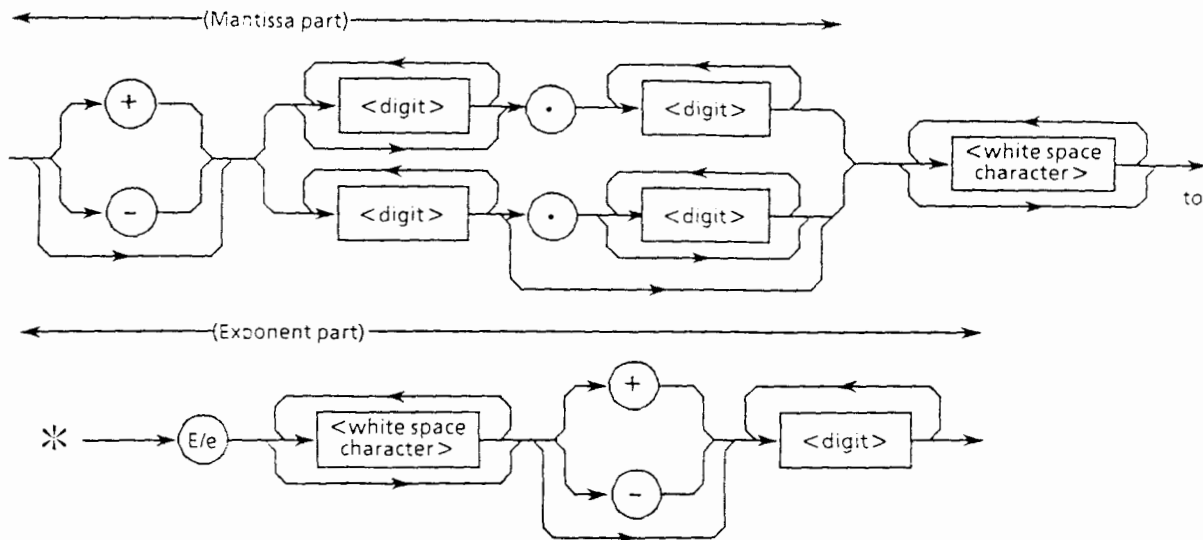 (Mantissa part)
+
<digit> . <digit>
<white space
character>
-
<digit> . <digit>
to
(Exponent part)
+
* E/e
<white space
character>
<digit>
-